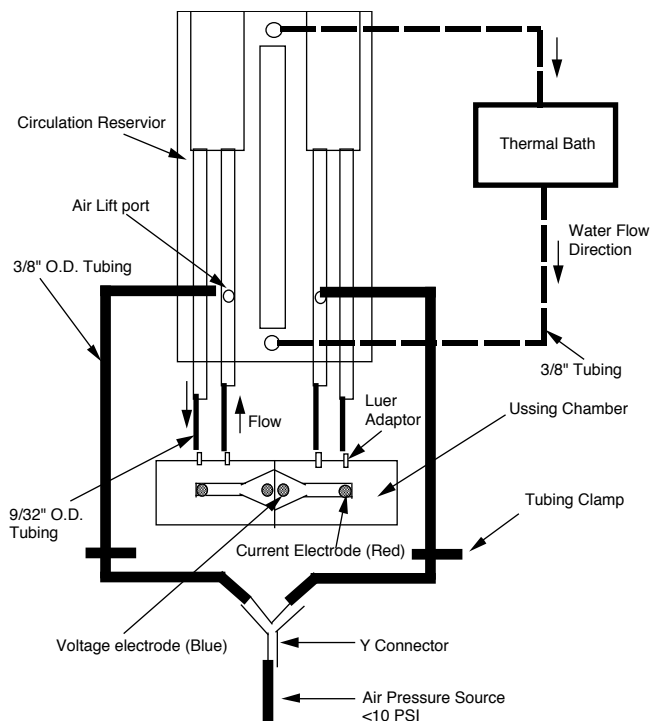 Circulation Reservior
Thermal Bath
Air Lift port
Water Flow
Direction
3/8" O.D. Tubing
3/8" Tubing
Luer
Adaptor
Flow
Ussing Chamber
9/32" O.D.
Tubing
Tubing Clamp
Current Electrode (Red)
Voltage electrode (Blue)
Y Connector
Air Pressure Source
<10 PSI